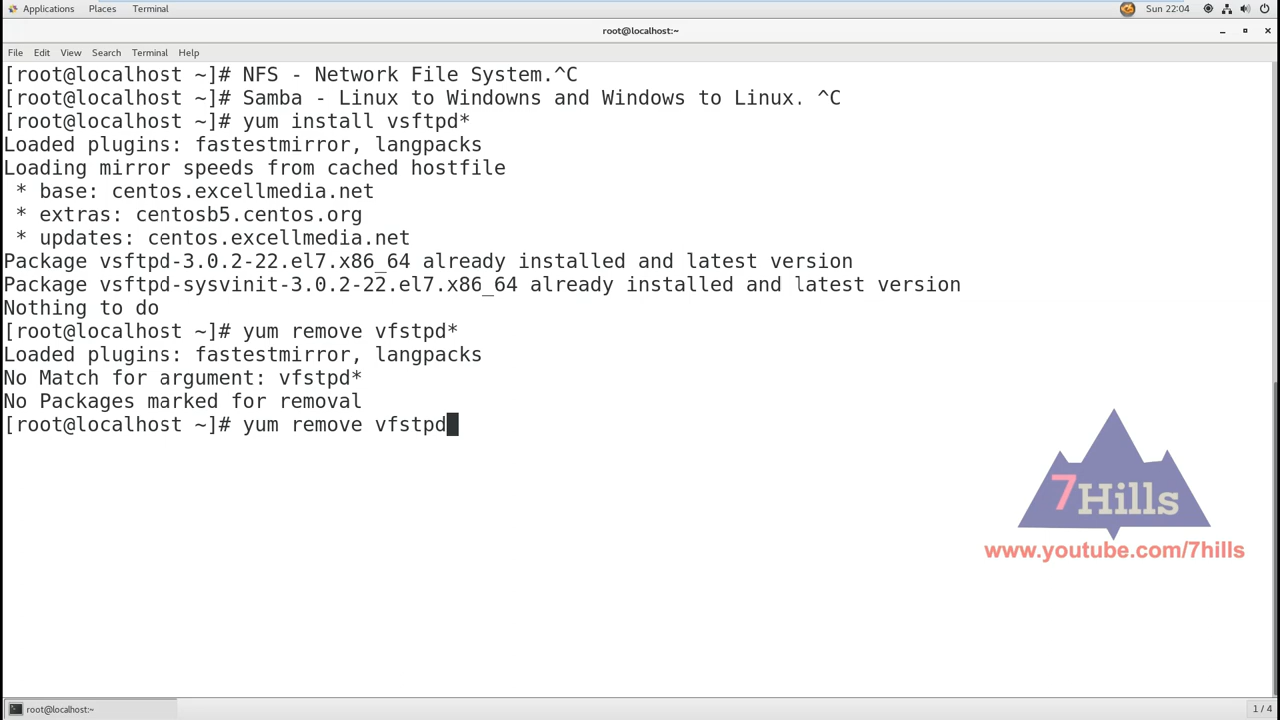 Applications Places Terminal Sun 22:04
root@localhost:~
File Edit View Search Terminal Help
[root@localhost ~]# NFS - Network File System.^C
[root@localhost ~]# Samba - Linux to Windowns and Windows to Linux. ^C
[root@localhost ~]# yum install vsftpd*
Loaded plugins: fastestmirror, langpacks
Loading mirror speeds from cached hostfile
 * base: centos.excellmedia.net
 * extras: centosb5.centos.org
 * updates: centos.excellmedia.net
Package vsftpd-3.0.2-22.el7.x86_64 already installed and latest version
Package vsftpd-sysvinit-3.0.2-22.el7.x86_64 already installed and latest version
Nothing to do
[root@localhost ~]# yum remove vfstpd*
Loaded plugins: fastestmirror, langpacks
No Match for argument: vfstpd*
No Packages marked for removal
[root@localhost ~]# yum remove vfstpd
7Hills
www.youtube.com/7hills
root@localhost:~ 1 / 4